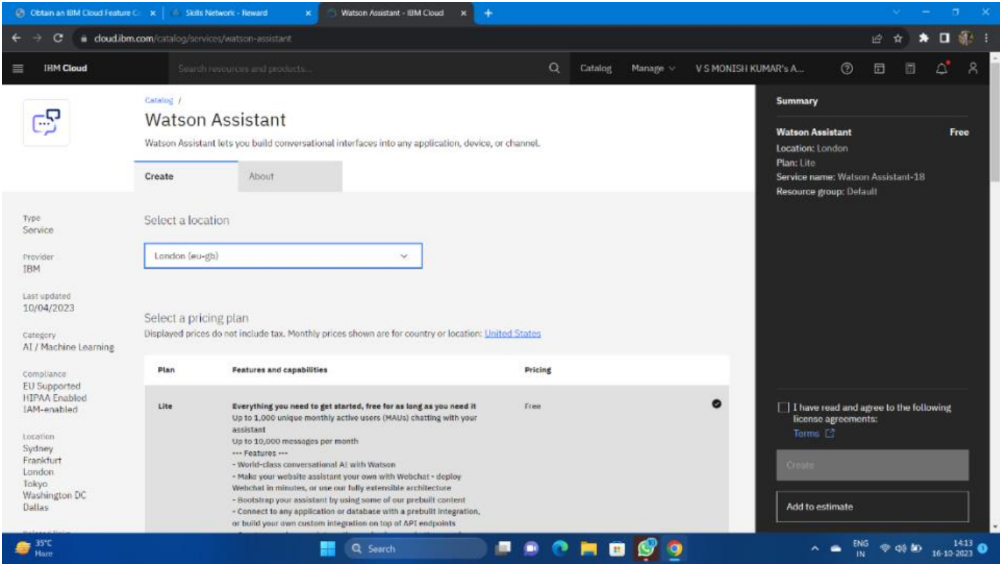 Obtain an IBM Cloud Feature C
Skills Network - Reward
Watson Assistant - IBM Cloud
cloud.ibm.com/catalog/services/watson-assistant
IBM Cloud
Search resources and products...
Catalog
Manage
V S MONISH KUMAR's A...
Catalog /
Watson Assistant
Watson Assistant lets you build conversational interfaces into any application, device, or channel.
Create
About
Type
Service
Provider
IBM
Last updated
10/04/2023
Category
AI / Machine Learning
Compliance
EU Supported
HIPAA Enabled
IAM-enabled
Location
Sydney
Frankfurt
London
Tokyo
Washington DC
Dallas
Select a location
London (eu-gb)
Select a pricing plan
Displayed prices do not include tax. Monthly prices shown are for country or location: United States
Plan Features and capabilities Pricing
Lite Everything you need to get started, free for as long as you need it Free
Up to 1,000 unique monthly active users (MAUs) chatting with your
assistant
Up to 10,000 messages per month
--- Features ---
- World-class conversational AI with Watson
- Make your website assistant your own with Webchat - deploy
Webchat in minutes, or use our fully extensible architecture
- Bootstrap your assistant by using some of our prebuilt content
- Connect to any application or database with a prebuilt integration,
or build your own custom integration on top of API endpoints
Summary
Watson Assistant Free
Location: London
Plan: Lite
Service name: Watson Assistant-18
Resource group: Default
I have read and agree to the following
license agreements:
Terms
Create
Add to estimate
35°C
Haze
Search
10
ENG
IN
14:13
16-10-2023
1